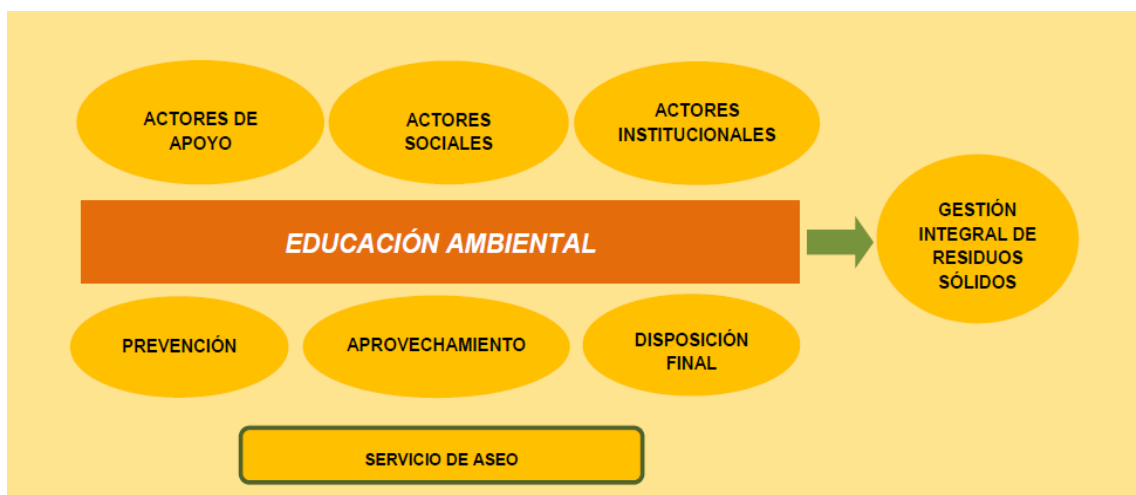 ACTORES DE
APOYO
ACTORES
SOCIALES
ACTORES
INSTITUCIONALES
EDUCACIÓN AMBIENTAL
GESTIÓN
INTEGRAL DE
RESIDUOS
SÓLIDOS
PREVENCIÓN
APROVECHAMIENTO
DISPOSICIÓN
FINAL
SERVICIO DE ASEO